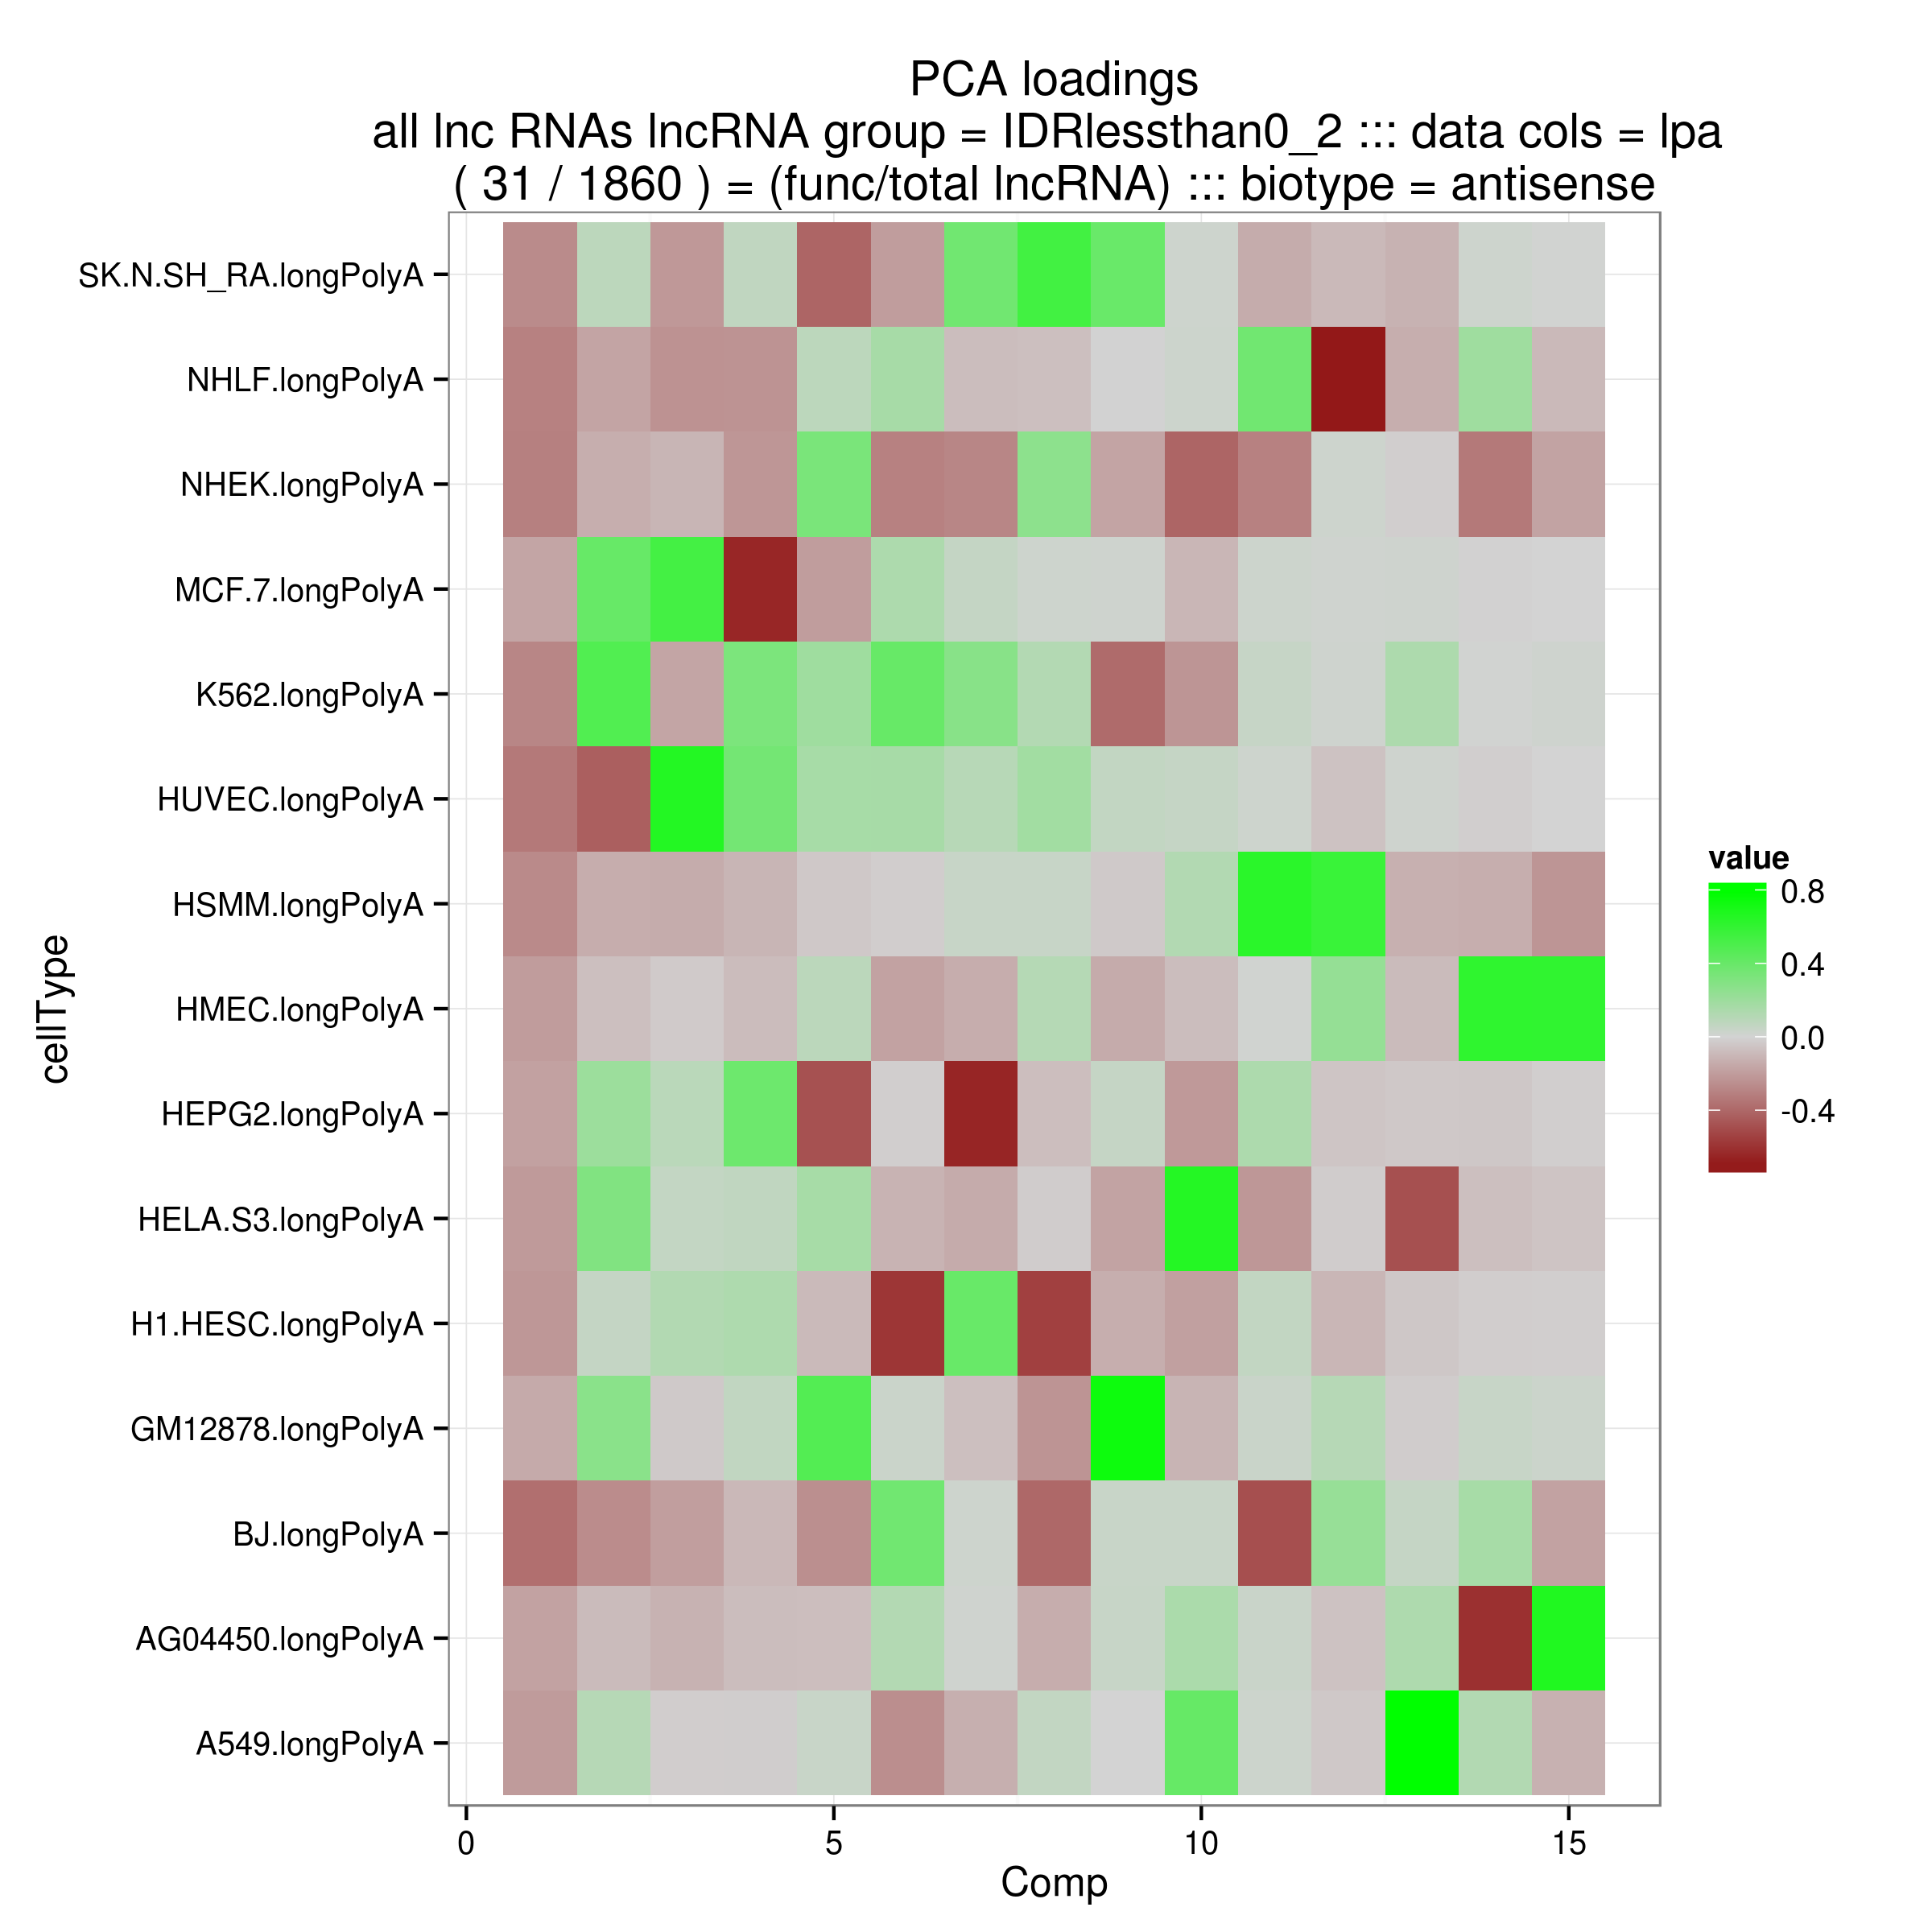 PCA loadings
all lnc RNAs lncRNA group = IDRlessthan0_2 ::: data cols = lpa
( 31 / 1860 ) = (func/total lncRNA) ::: biotype = antisense
SK.N.SH_RA.longPolyA
NHLF.longPolyA
NHEK.longPolyA
MCF.7.longPolyA
K562.longPolyA
HUVEC.longPolyA
HSMM.longPolyA
HMEC.longPolyA
HEPG2.longPolyA
HELA.S3.longPolyA
H1.HESC.longPolyA
GM12878.longPolyA
BJ.longPolyA
AG04450.longPolyA
A549.longPolyA
cellType
0 5 10 15
Comp
value
0.8
0.4
0.0
-0.4